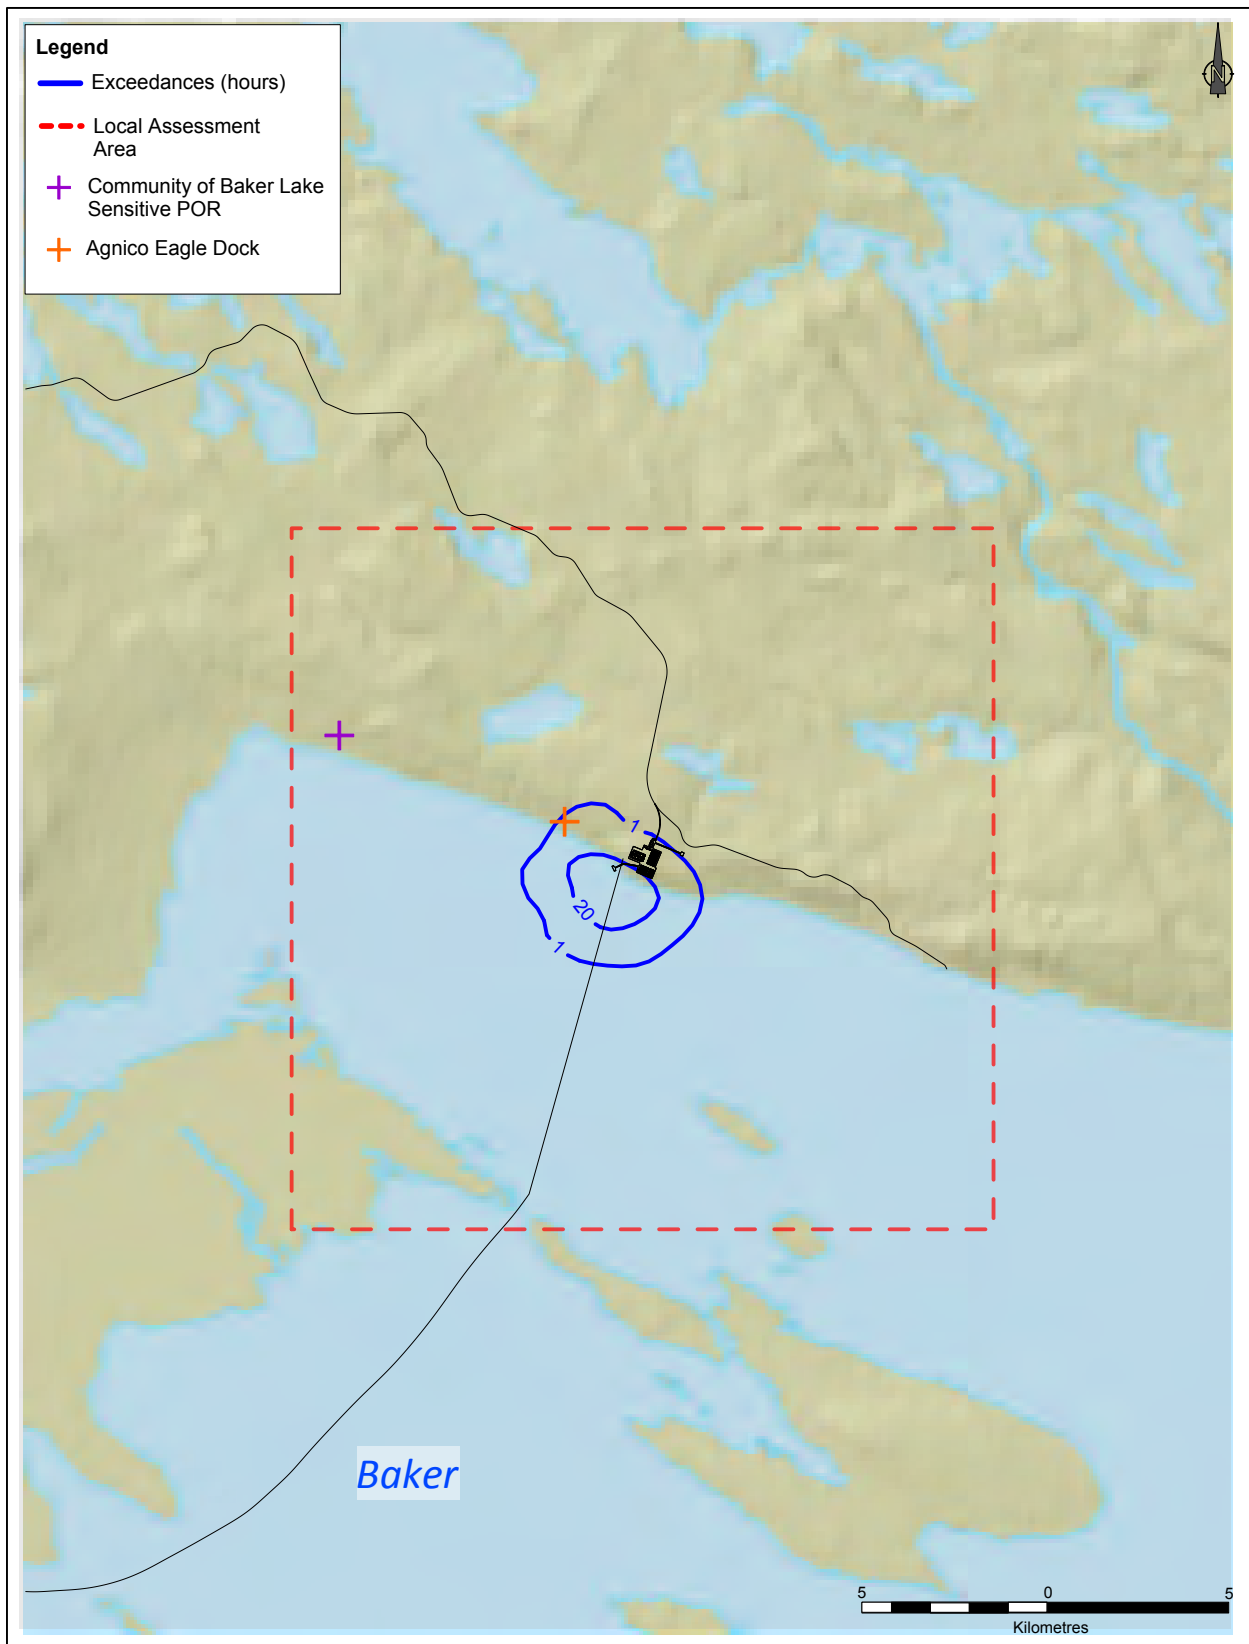 Legend
Exceedances (hours)
Local Assessment
Area
Community of Baker Lake
Sensitive POR
Agnico Eagle Dock
N
1
20
1
Baker
5 0 5
Kilometres